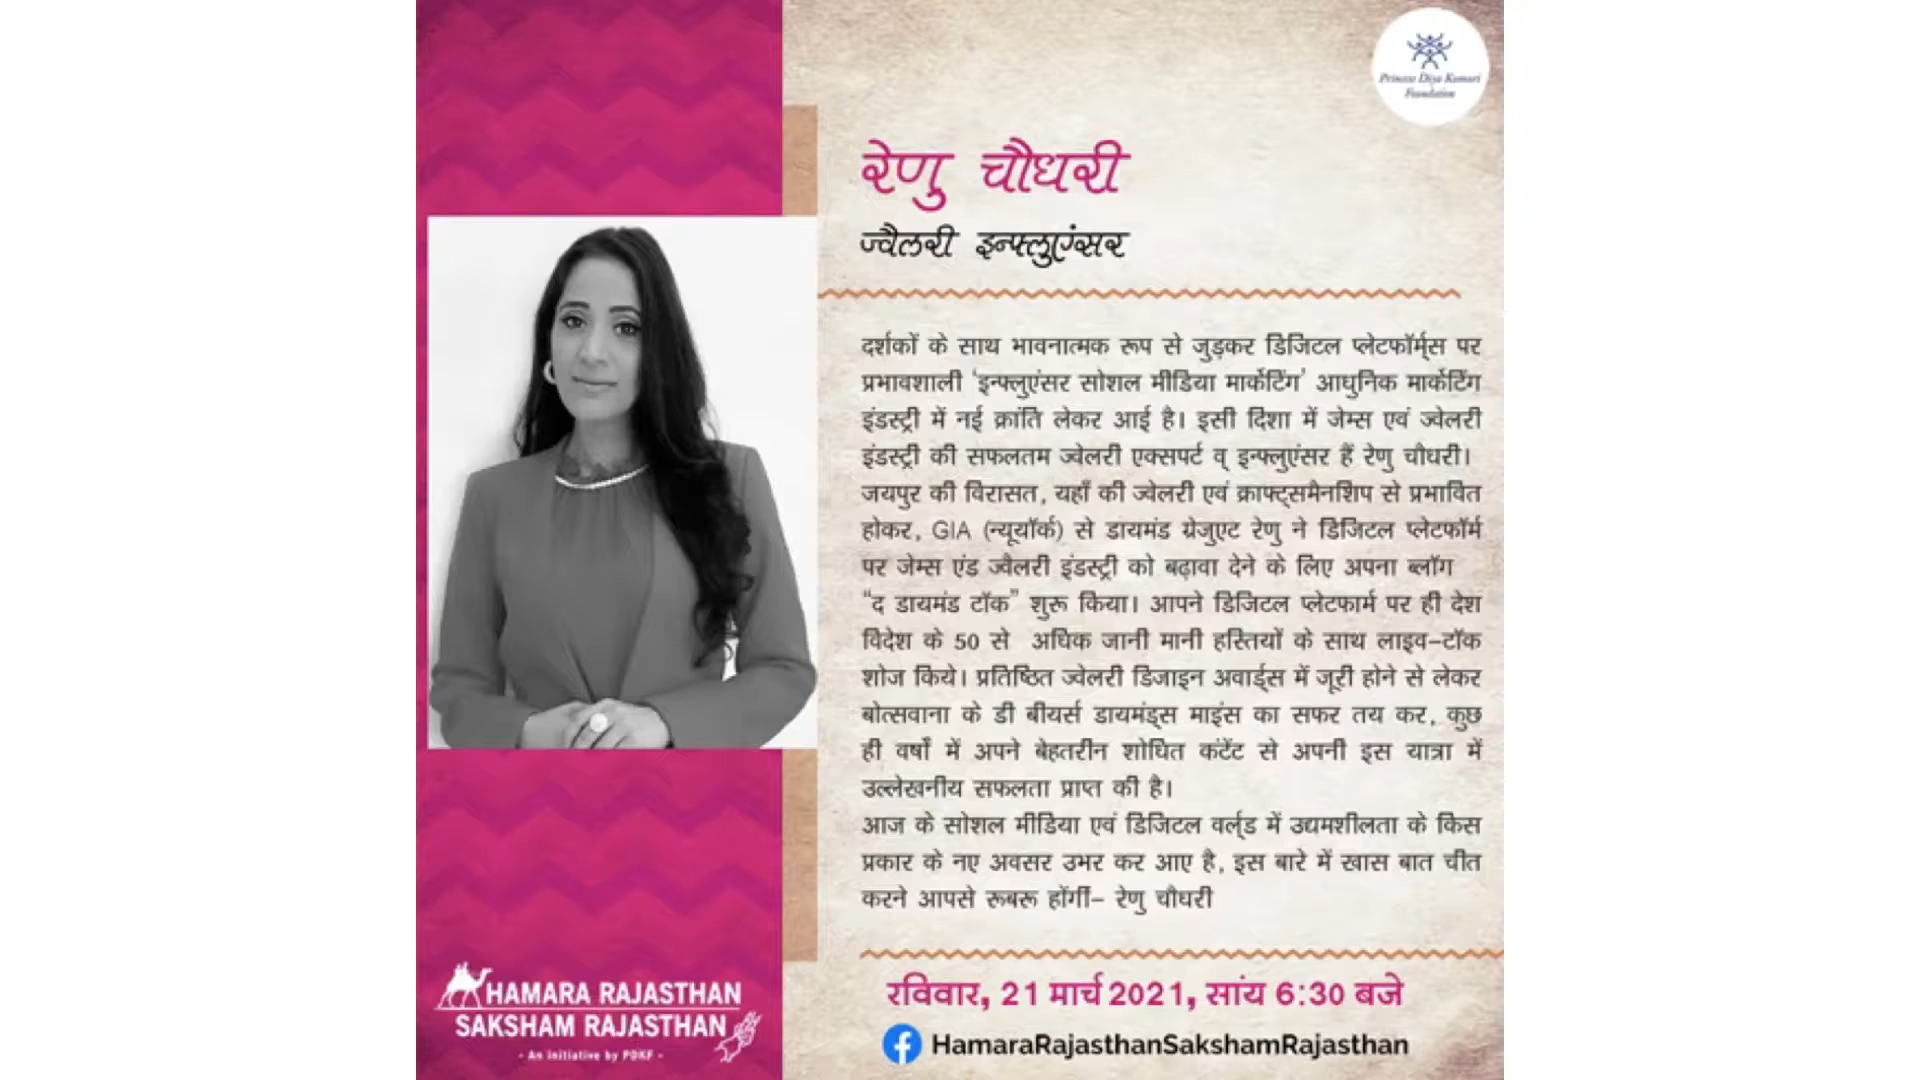 Princess Diya Kumari
Foundation
रेणु चौधरी
ज्वैलरी इन्फ्लुएंसर
दर्शकों के साथ भावनात्मक रूप से जुड़कर डिजिटल प्लेटफॉर्म्स पर
प्रभावशाली ‘इन्फ्लुएंसर सोशल मीडिया मार्केटिंग’ आधुनिक मार्केटिंग
इंडस्ट्री में नई क्रांति लेकर आई है। इसी दिशा में जेम्स एवं ज्वेलरी
इंडस्ट्री की सफलतम ज्वेलरी एक्सपर्ट व् इन्फ्लुएंसर हैं रेणु चौधरी।
जयपुर की विरासत, यहाँ की ज्वेलरी एवं क्राफ्ट्समैनशिप से प्रभावित
होकर, GIA (न्यूयॉर्क) से डायमंड ग्रेजुएट रेणु ने डिजिटल प्लेटफॉर्म
पर जेम्स एंड ज्वैलरी इंडस्ट्री को बढ़ावा देने के लिए अपना ब्लॉग
“द डायमंड टॉक” शुरू किया। आपने डिजिटल प्लेटफार्म पर ही देश
विदेश के 50 से अधिक जानी मानी हस्तियों के साथ लाइव–टॉक
शोज किये। प्रतिष्ठित ज्वेलरी डिजाइन अवार्ड्स में जूरी होने से लेकर
बोत्सवाना के डी बीयर्स डायमंड्स माइंस का सफर तय कर, कुछ
ही वर्षों में अपने बेहतरीन शोधित कंटेंट से अपनी इस यात्रा में
उल्लेखनीय सफलता प्राप्त की है।
आज के सोशल मीडिया एवं डिजिटल वर्ल्ड में उद्यमशीलता के किस
प्रकार के नए अवसर उभर कर आए है, इस बारे में खास बात चीत
करने आपसे रूबरू होंगीं– रेणु चौधरी
रविवार, 21 मार्च 2021, सांय 6:30 बजे
HamaraRajasthanSakshamRajasthan
HAMARA RAJASTHAN
SAKSHAM RAJASTHAN
- An initiative by PDKF -